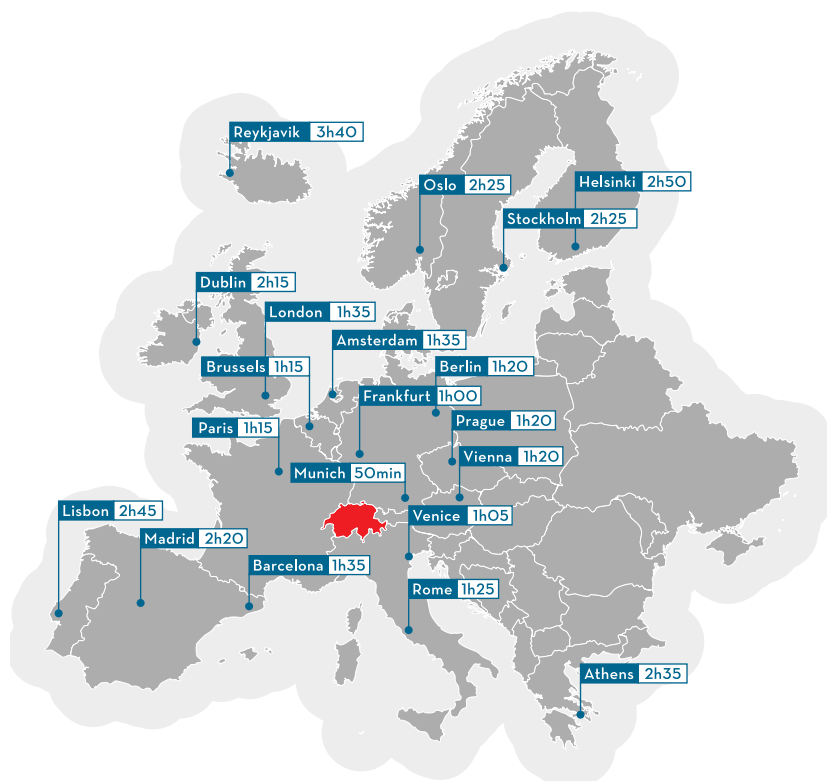 Reykjavik 3h40
Oslo 2h25
Helsinki 2h50
Stockholm 2h25
Dublin 2h15
London 1h35
Amsterdam 1h35
Brussels 1h15
Berlin 1h20
Frankfurt 1h00
Paris 1h15
Prague 1h20
Vienna 1h20
Munich 50min
Lisbon 2h45
Venice 1h05
Madrid 2h20
Barcelona 1h35
Rome 1h25
Athens 2h35